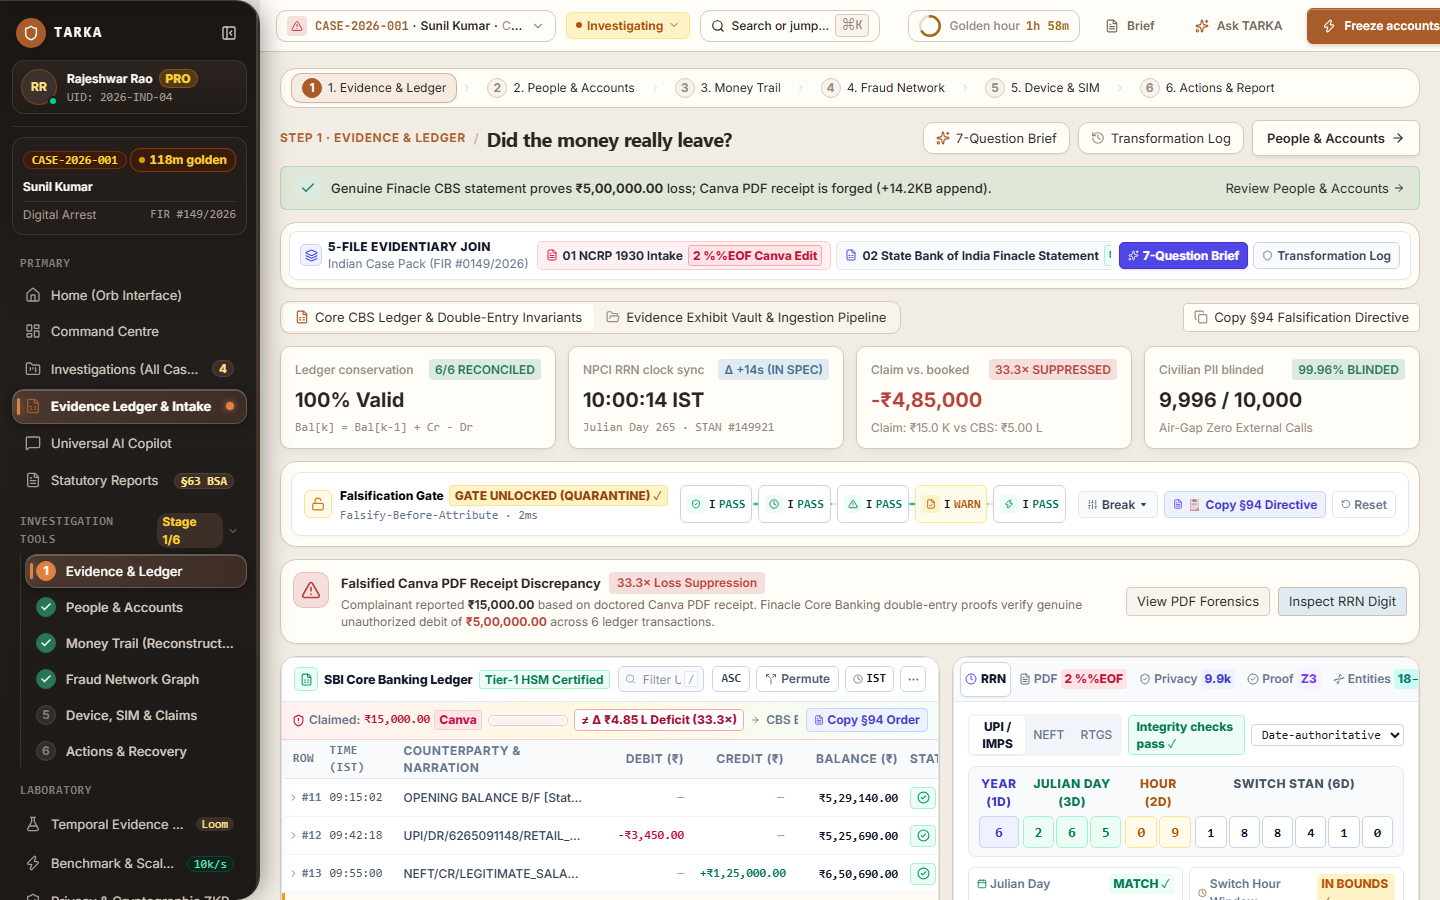 TARKA
RR
Rajeshwar Rao PRO
UID: 2026-IND-04
CASE-2026-001 118m golden
Sunil Kumar
Digital Arrest FIR #149/2026
PRIMARY
Home (Orb Interface)
Command Centre
Investigations (All Cas... 4
Evidence Ledger & Intake
Universal AI Copilot
Statutory Reports §63 BSA
INVESTIGATION TOOLS Stage 1/6
1 Evidence & Ledger
People & Accounts
Money Trail (Reconstruct...
Fraud Network Graph
5 Device, SIM & Claims
6 Actions & Recovery
LABORATORY
Temporal Evidence ... Loom
Benchmark & Scal... 10k/s
CASE-2026-001 · Sunil Kumar · C...
Investigating
Search or jump... ⌘K
Golden hour 1h 58m
Brief
Ask TARKA
Freeze accounts
1 1. Evidence & Ledger
2 2. People & Accounts
3 3. Money Trail
4 4. Fraud Network
5 5. Device & SIM
6 6. Actions & Report
STEP 1 · EVIDENCE & LEDGER / Did the money really leave?
7-Question Brief
Transformation Log
People & Accounts →
✓ Genuine Finacle CBS statement proves ₹5,00,000.00 loss; Canva PDF receipt is forged (+14.2KB append).
Review People & Accounts →
5-FILE EVIDENTIARY JOIN
Indian Case Pack (FIR #0149/2026)
01 NCRP 1930 Intake 2 %%EOF Canva Edit
02 State Bank of India Finacle Statement
7-Question Brief
Transformation Log
Core CBS Ledger & Double-Entry Invariants
Evidence Exhibit Vault & Ingestion Pipeline
Copy §94 Falsification Directive
Ledger conservation 6/6 RECONCILED
100% Valid
Bal[k] = Bal[k-1] + Cr - Dr
NPCI RRN clock sync Δ +14s (IN SPEC)
10:00:14 IST
Julian Day 265 · STAN #149921
Claim vs. booked 33.3× SUPPRESSED
-₹4,85,000
Claim: ₹15.0 K vs CBS: ₹5.00 L
Civilian PII blinded 99.96% BLINDED
9,996 / 10,000
Air-Gap Zero External Calls
Falsification Gate GATE UNLOCKED (QUARANTINE) ✓
Falsify-Before-Attribute · 2ms
I PASS
I PASS
I PASS
I WARN
I PASS
Break
Copy §94 Directive
Reset
Falsified Canva PDF Receipt Discrepancy 33.3× Loss Suppression
Complainant reported ₹15,000.00 based on doctored Canva PDF receipt. Finacle Core Banking double-entry proofs verify genuine
unauthorized debit of ₹5,00,000.00 across 6 ledger transactions.
View PDF Forensics
Inspect RRN Digit
SBI Core Banking Ledger Tier-1 HSM Certified
Filter U /
ASC
Permute
IST
...
Claimed: ₹15,000.00 Canva
≠ Δ ₹4.85 L Deficit (33.3×)
→ CBS
Copy §94 Order
ROW TIME (IST) COUNTERPARTY & NARRATION DEBIT (₹) CREDIT (₹) BALANCE (₹) STAT
#11 09:15:02 OPENING BALANCE B/F [Stat... — — ₹5,29,140.00
#12 09:42:18 UPI/DR/6265091148/RETAIL_... -₹3,450.00 — ₹5,25,690.00
#13 09:55:00 NEFT/CR/LEGITIMATE_SALA... — +₹1,25,000.00 ₹6,50,690.00
RRN
PDF 2 %%EOF
Privacy 9.9k
Proof Z3
Entities 18-
UPI / IMPS
NEFT
RTGS
Integrity checks pass ✓
Date-authoritative
YEAR (1D) JULIAN DAY (3D) HOUR (2D) SWITCH STAN (6D)
6 2 6 5 0 9 1 8 8 4 1 0
Julian Day MATCH ✓
Switch Hour IN BOUNDS